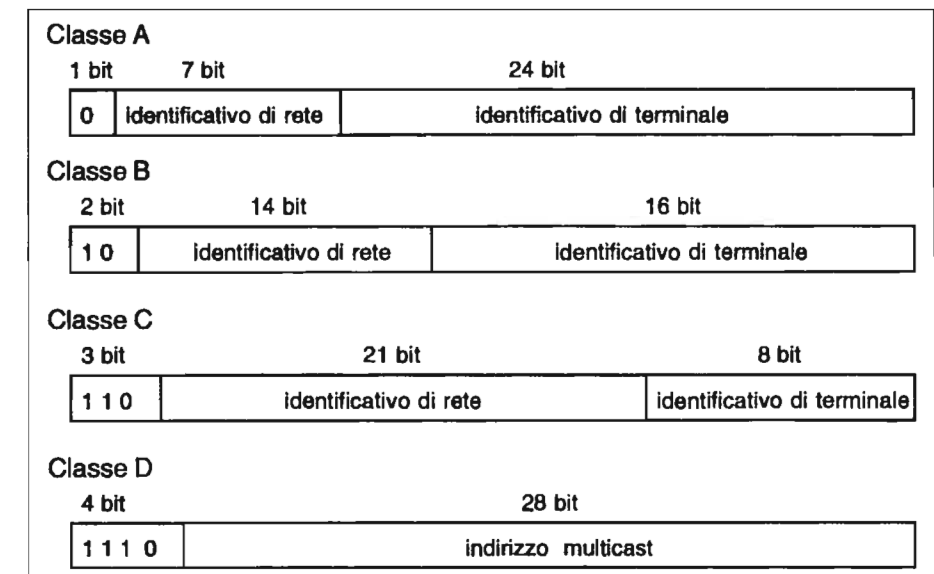 Classe A
1 bit 7 bit 24 bit
0 identificativo di rete identificativo di terminale
Classe B
2 bit 14 bit 16 bit
1 0 identificativo di rete identificativo di terminale
Classe C
3 bit 21 bit 8 bit
1 1 0 identificativo di rete identificativo di terminale
Classe D
4 bit 28 bit
1 1 1 0 indirizzo multicast